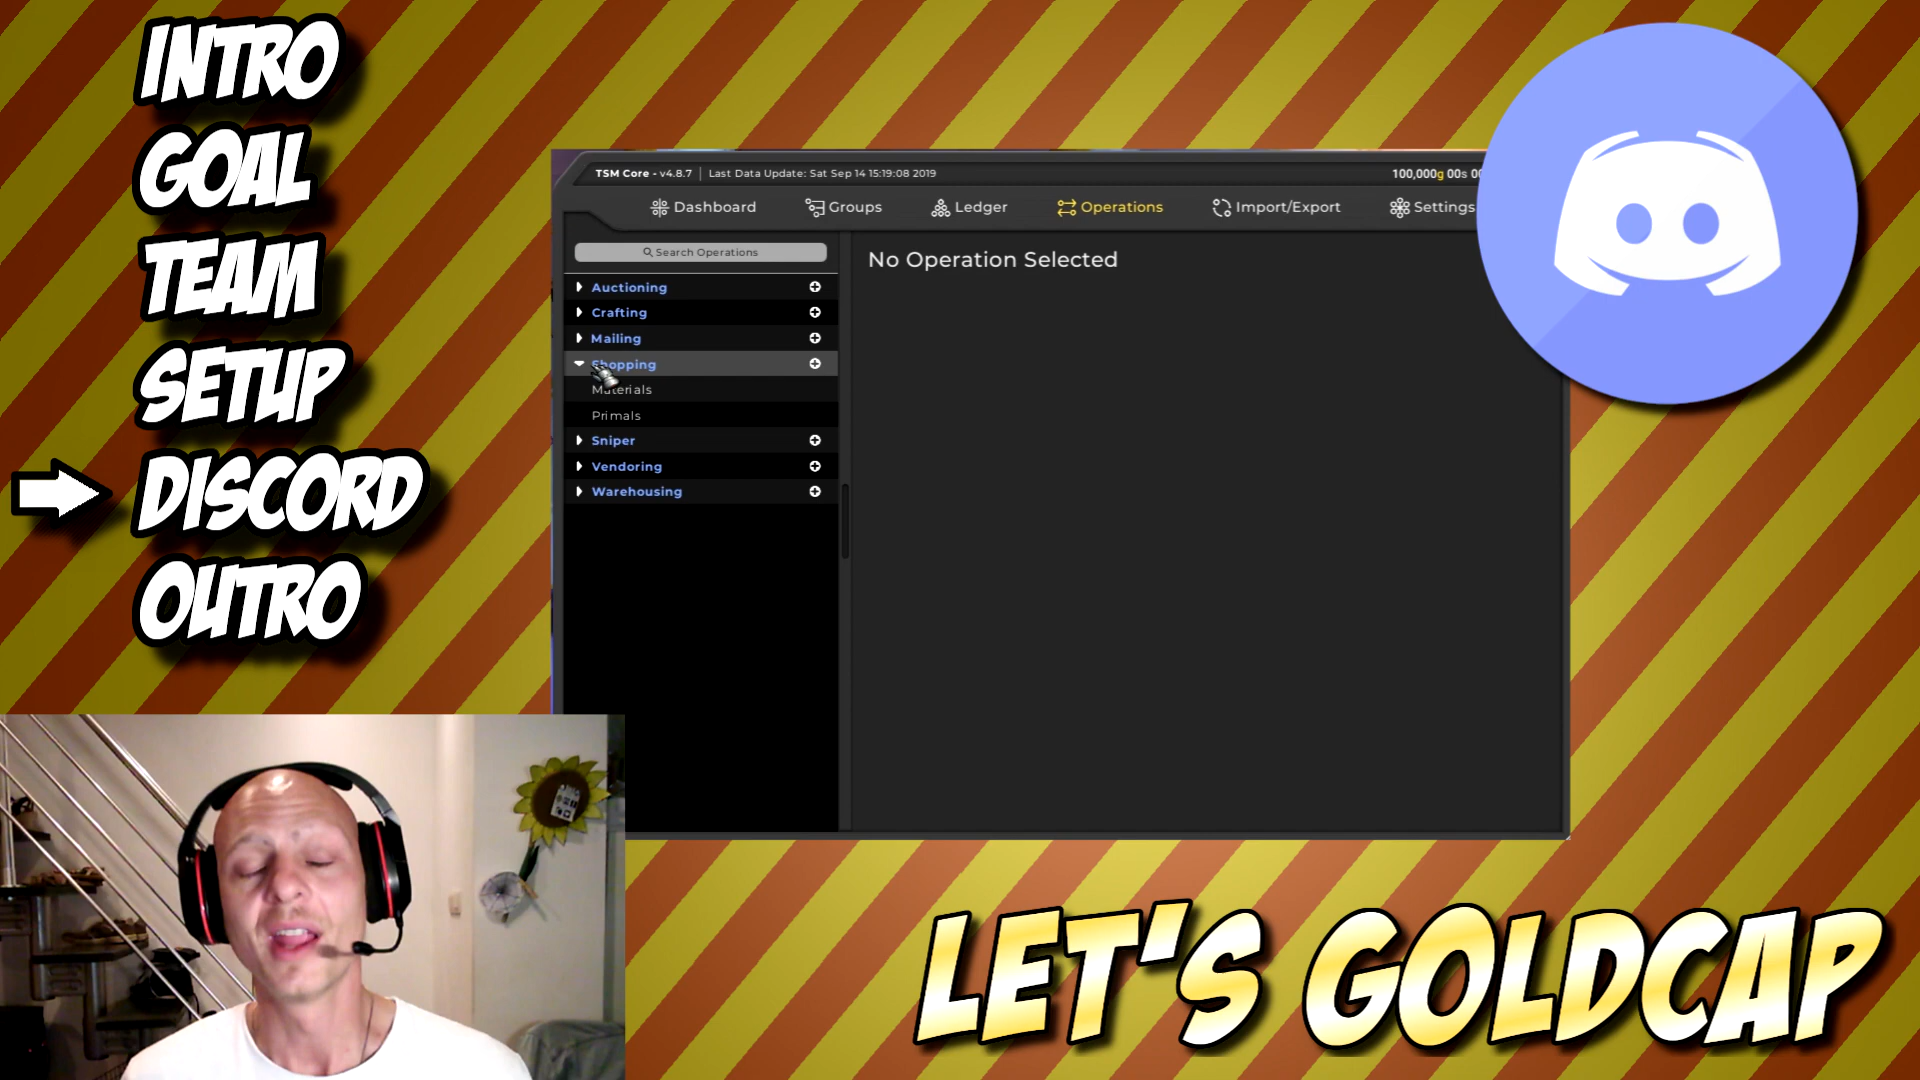 INTRO
GOAL
TEAM
SETUP
DISCORD
OUTRO
TSM Core - v4.8.7 | Last Data Update: Sat Sep 14 15:19:08 2019
100,000g 00s
Dashboard Groups Ledger Operations Import/Export Settings
Search Operations
No Operation Selected
Auctioning
Crafting
Mailing
Shopping
Materials
Primals
Sniper
Vendoring
Warehousing
LET'S GOLDCAP